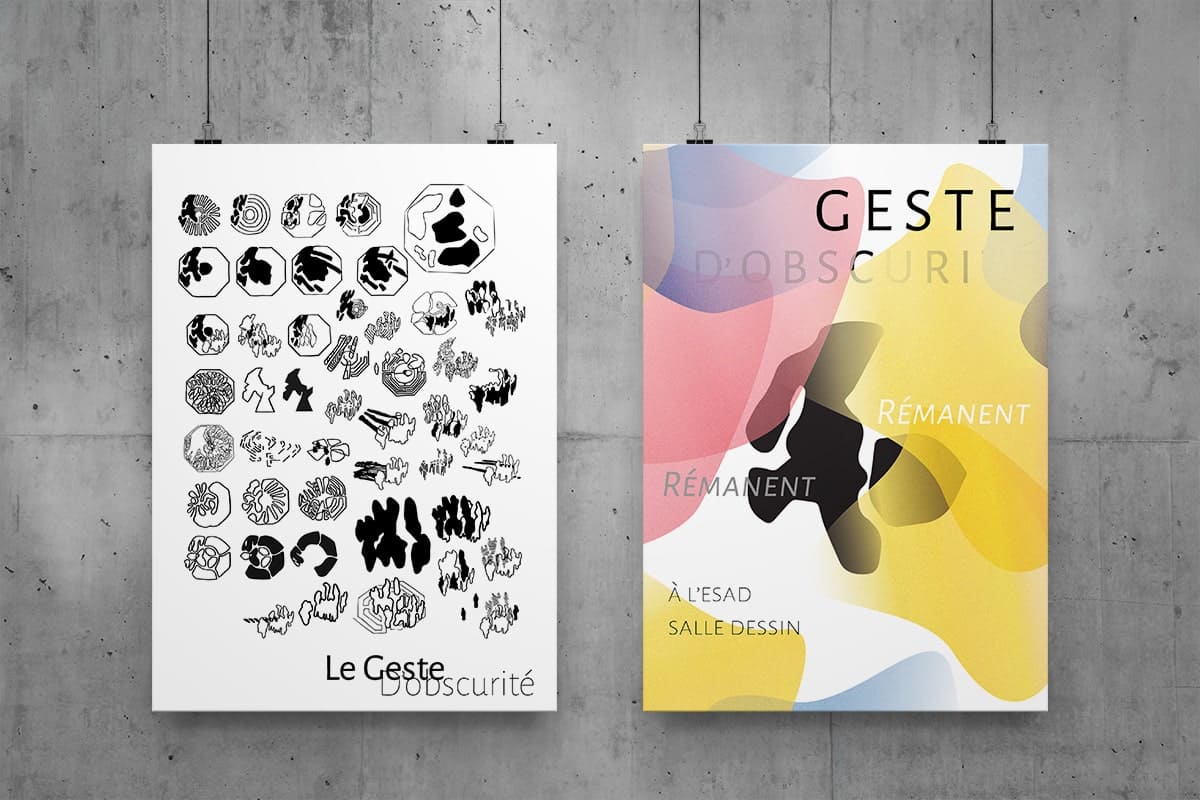 Le Geste
D'obscurité
GESTE
D'OBSCURI
RÉMANENT
RÉMANENT
À L'ESAD
SALLE DESSIN